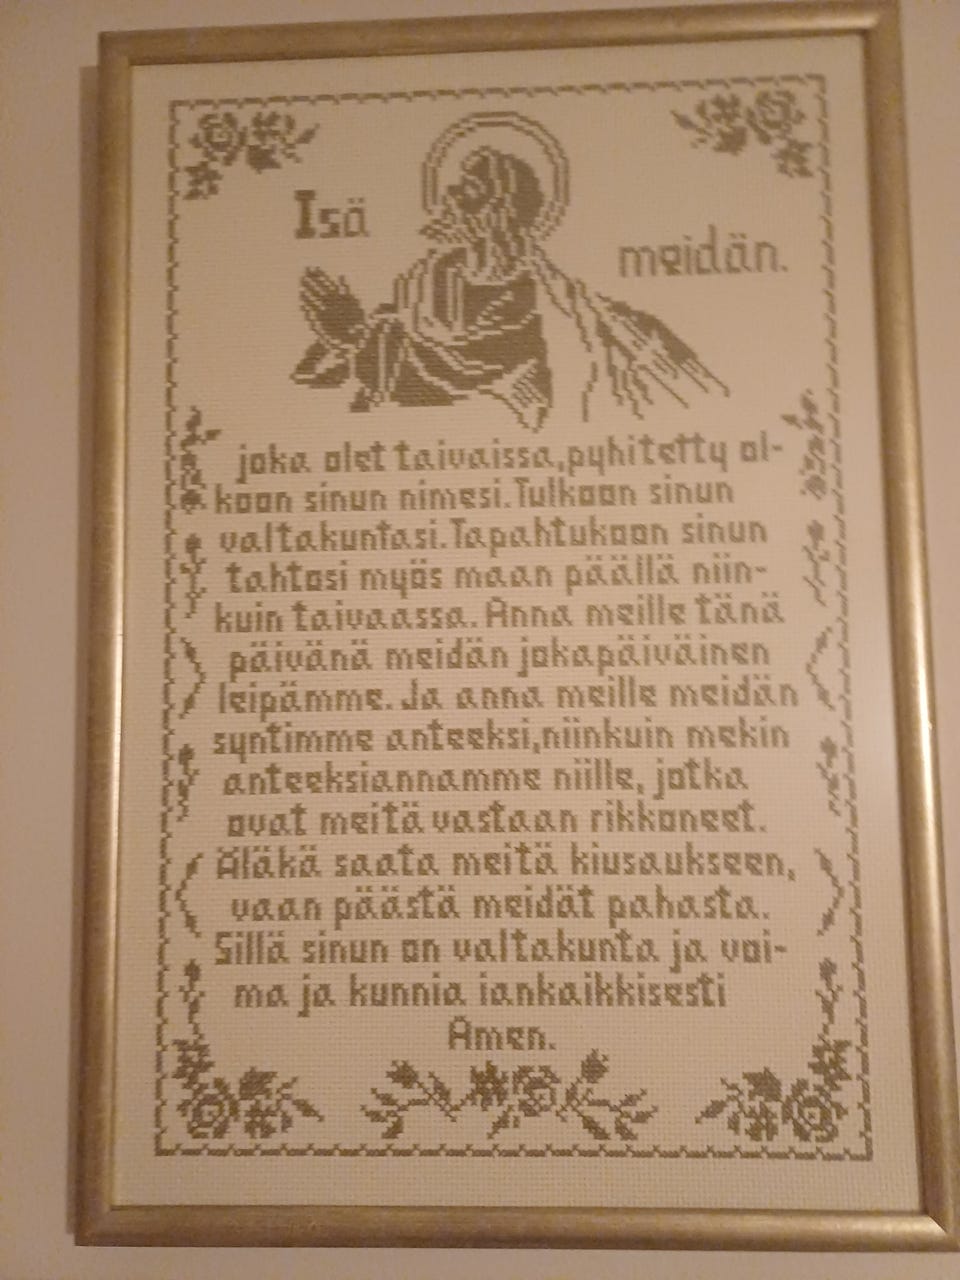 Isä
meidän.
joka olet taivaissa,pyhitetty ol-
koon sinun nimesi.Tulkoon sinun
valtakuntasi.Tapahtukoon sinun
tahtosi myös maan päällä niin-
kuin taivaassa. Anna meille tänä
päivänä meidän jokapäiväinen
leipämme. Ja anna meille meidän
syntimme anteeksi,niinkuin mekin
anteeksiannamme niille, jotka
ovat meitä vastaan rikkoneet.
Äläkä saata meitä kiusaukseen,
vaan päästä meidät pahasta.
Sillä sinun on valtakunta ja voi-
ma ja kunnia iankaikkisesti
Amen.